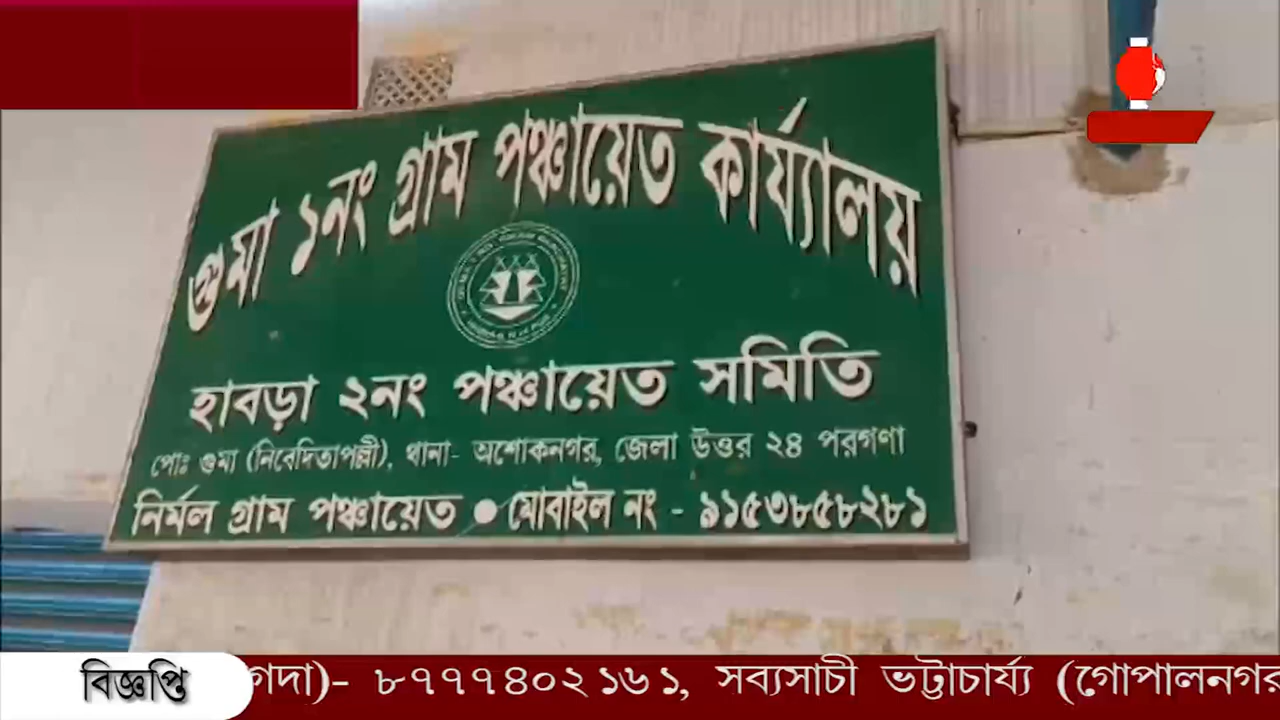 গুমা ১নং গ্রাম পঞ্চায়েত কার্য্যালয়
হাবড়া ২নং পঞ্চায়েত সমিতি
পোঃ গুমা (নিবেদিতাপল্লী), থানা- অশোকনগর, জেলা উত্তর ২৪ পরগণা
নির্মল গ্রাম পঞ্চায়েত ● মোবাইল নং - ৯১৫৩৮৫৮২৮১
বিজ্ঞপ্তি গদা)- ৮৭৭৭৪০২১৬১, সব্যসাচী ভট্টাচার্য্য (গোপালনগর